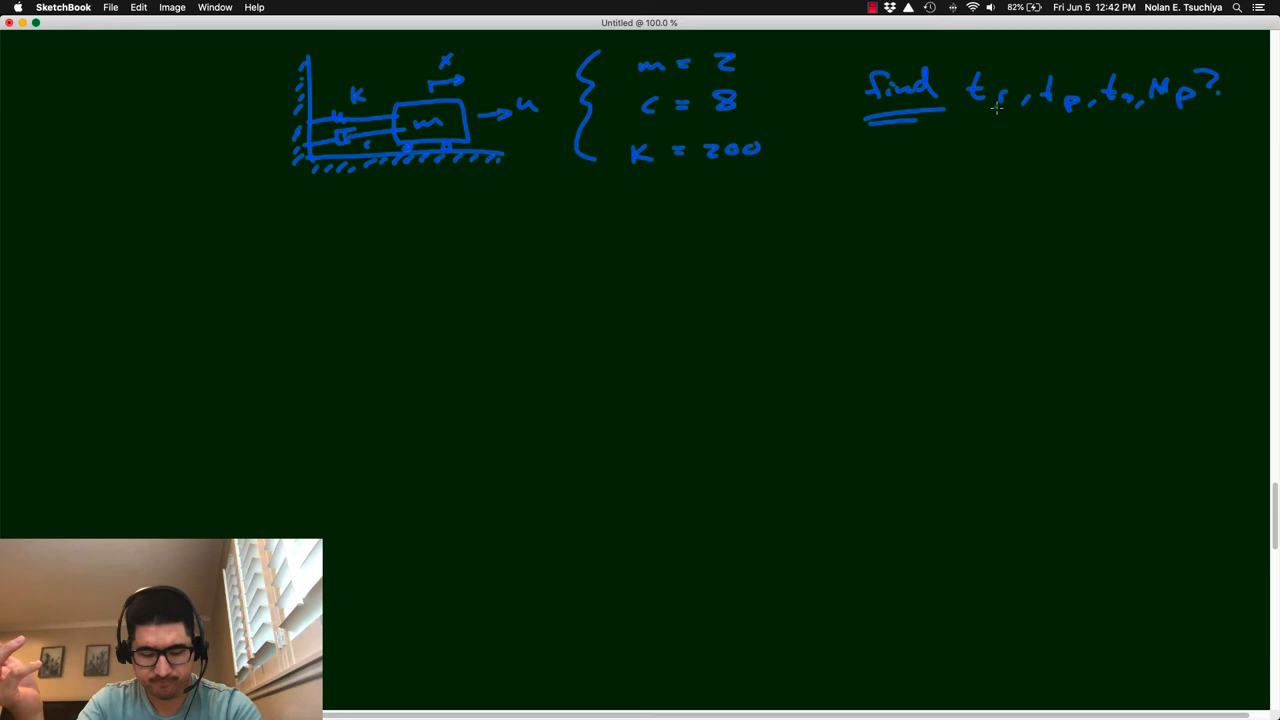 SketchBook File Edit Image Window Help 82% Fri Jun 5 12:42 PM Nolan E. Tsuchiya
Untitled @ 100.0 %
x
K
m
u
c
m = 2
c = 8
K = 200
find tr, tp, ts, Mp?